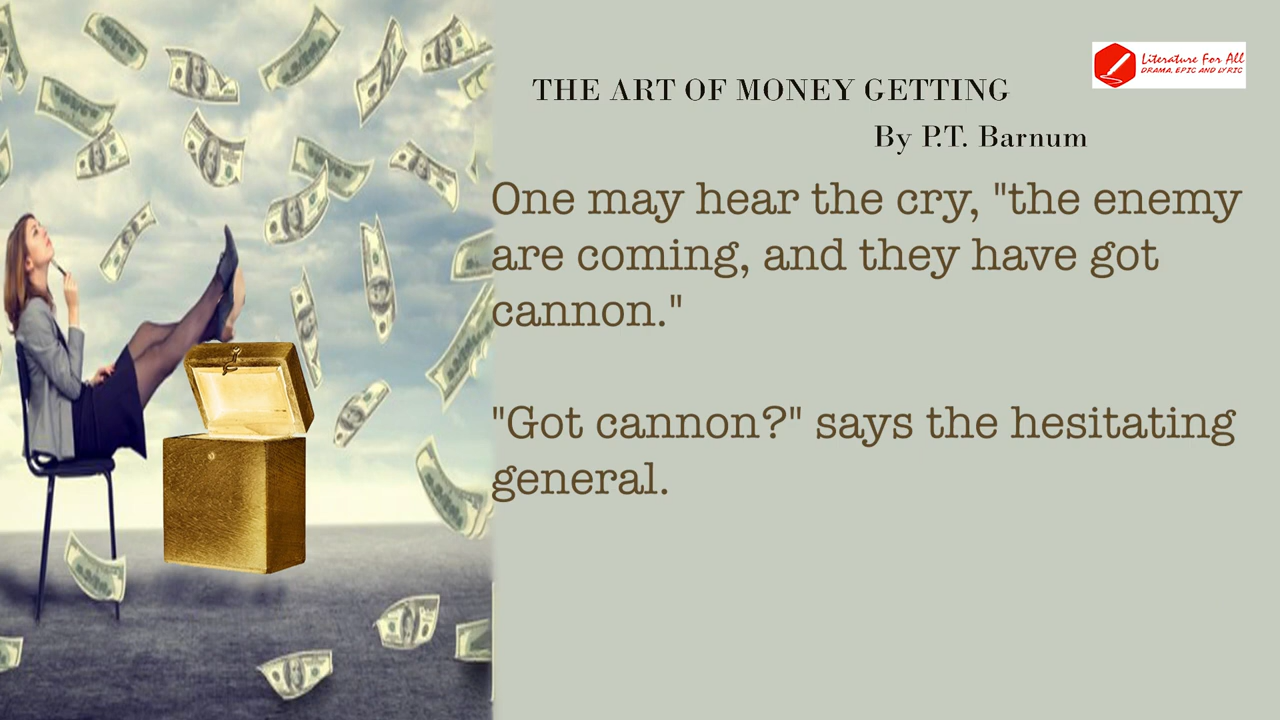 Literature For All
DRAMA, EPIC AND LYRIC
THE ART OF MONEY GETTING
By P.T. Barnum
One may hear the cry, "the enemy
are coming, and they have got
cannon."
"Got cannon?" says the hesitating
general.